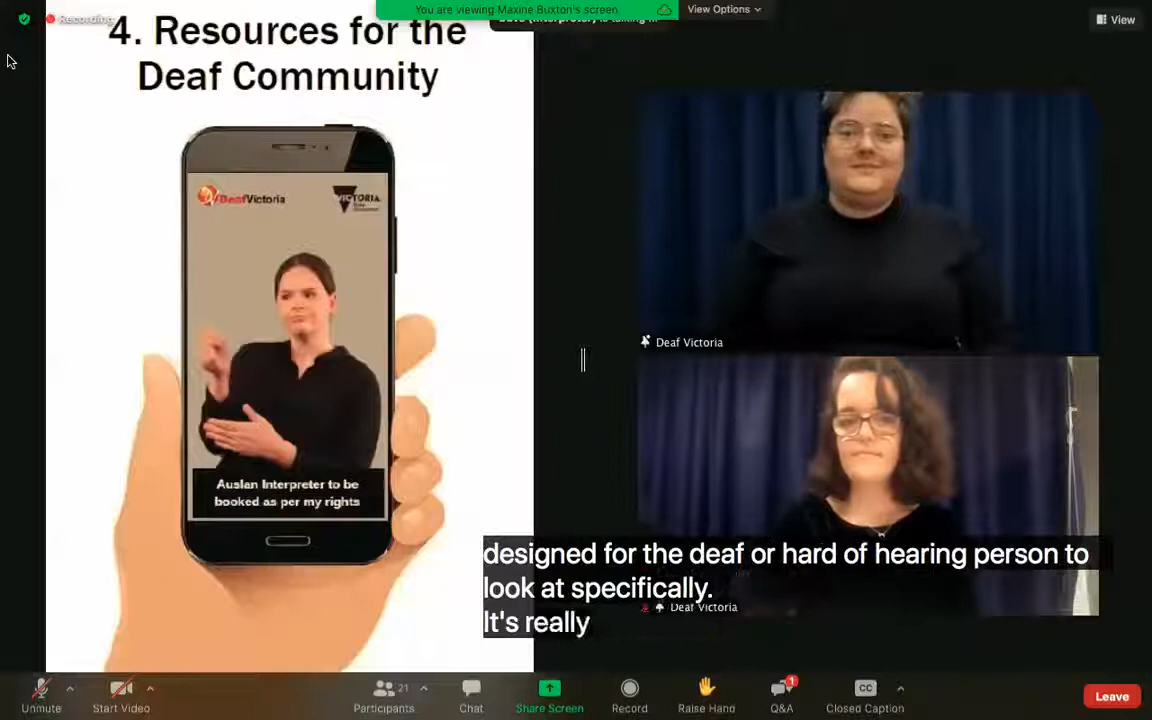 You are viewing Maxine Buxton's screen
View Options
Recording
View
4. Resources for the
Deaf Community
DeafVictoria
VICTORIA
Auslan Interpreter to be
booked as per my rights
Deaf Victoria
designed for the deaf or hard of hearing person to
look at specifically.
It's really
Deaf Victoria
Unmute
Start Video
21
Participants
Chat
Share Screen
Record
Raise Hand
1
Q&A
CC
Closed Caption
Leave